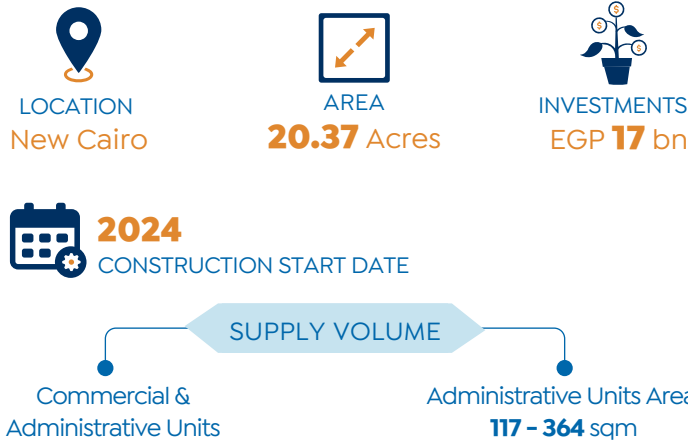 LOCATION
New Cairo
AREA
20.37 Acres
INVESTMENTS
EGP 17 bn
2024
CONSTRUCTION START DATE
SUPPLY VOLUME
Commercial &
Administrative Units
Administrative Units Area
117 - 364 sqm